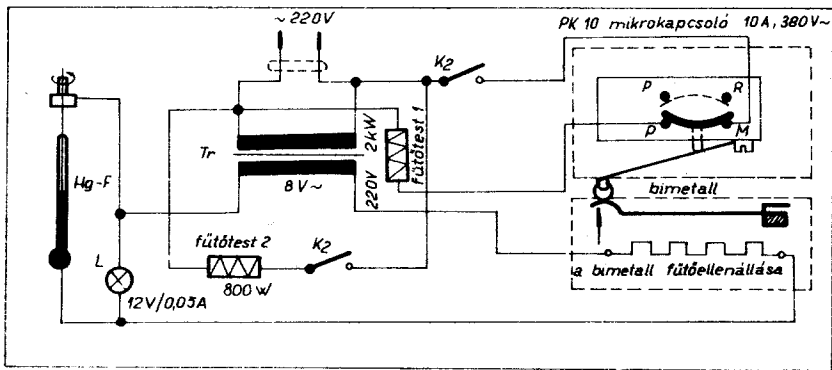 ~ 220V
PK 10 mikrokapcsoló 10A, 380V~
K2
P R
P M
Hg-F
Tr
8V~
220V 2kW
fűtőtest 1
bimetall
fűtőtest 2
K2
800W
L
12V/0,05A
a bimetall fűtőellenállása